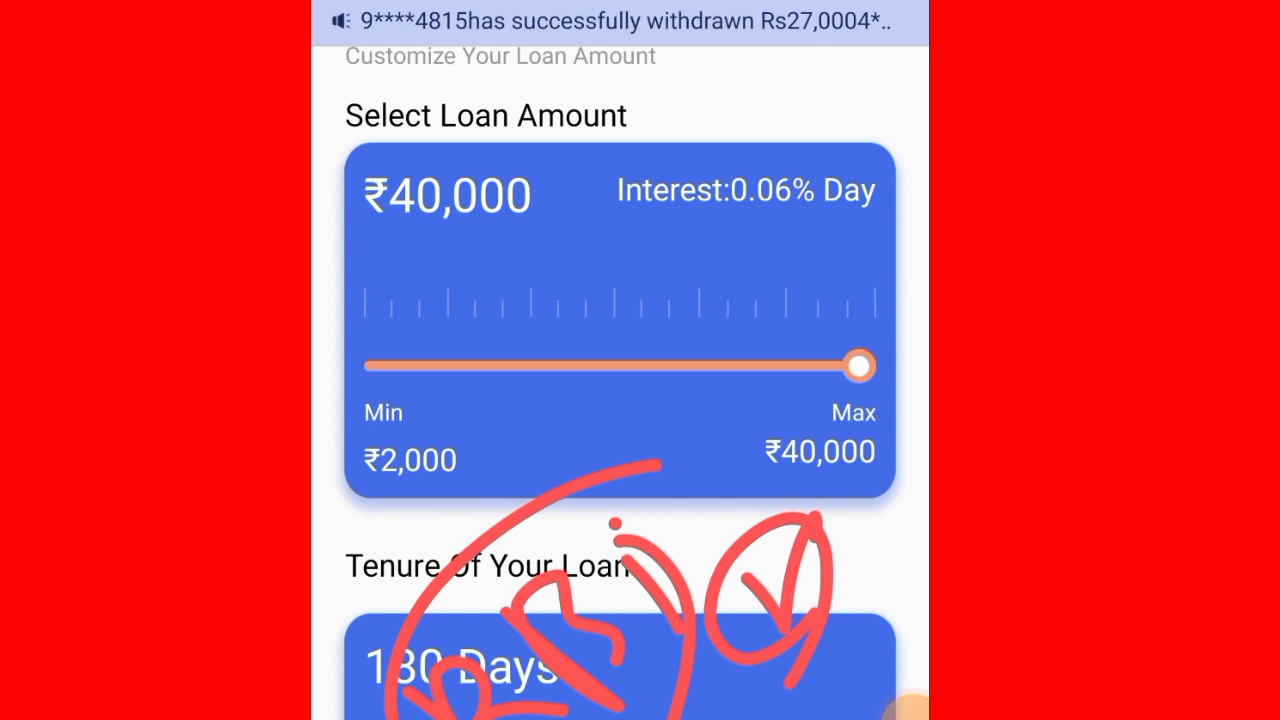 9****4815has successfully withdrawn Rs27,0004*..
Customize Your Loan Amount
Select Loan Amount
₹40,000 Interest:0.06% Day
Min Max
₹2,000 ₹40,000
Tenure Of Your Loan
180 Days